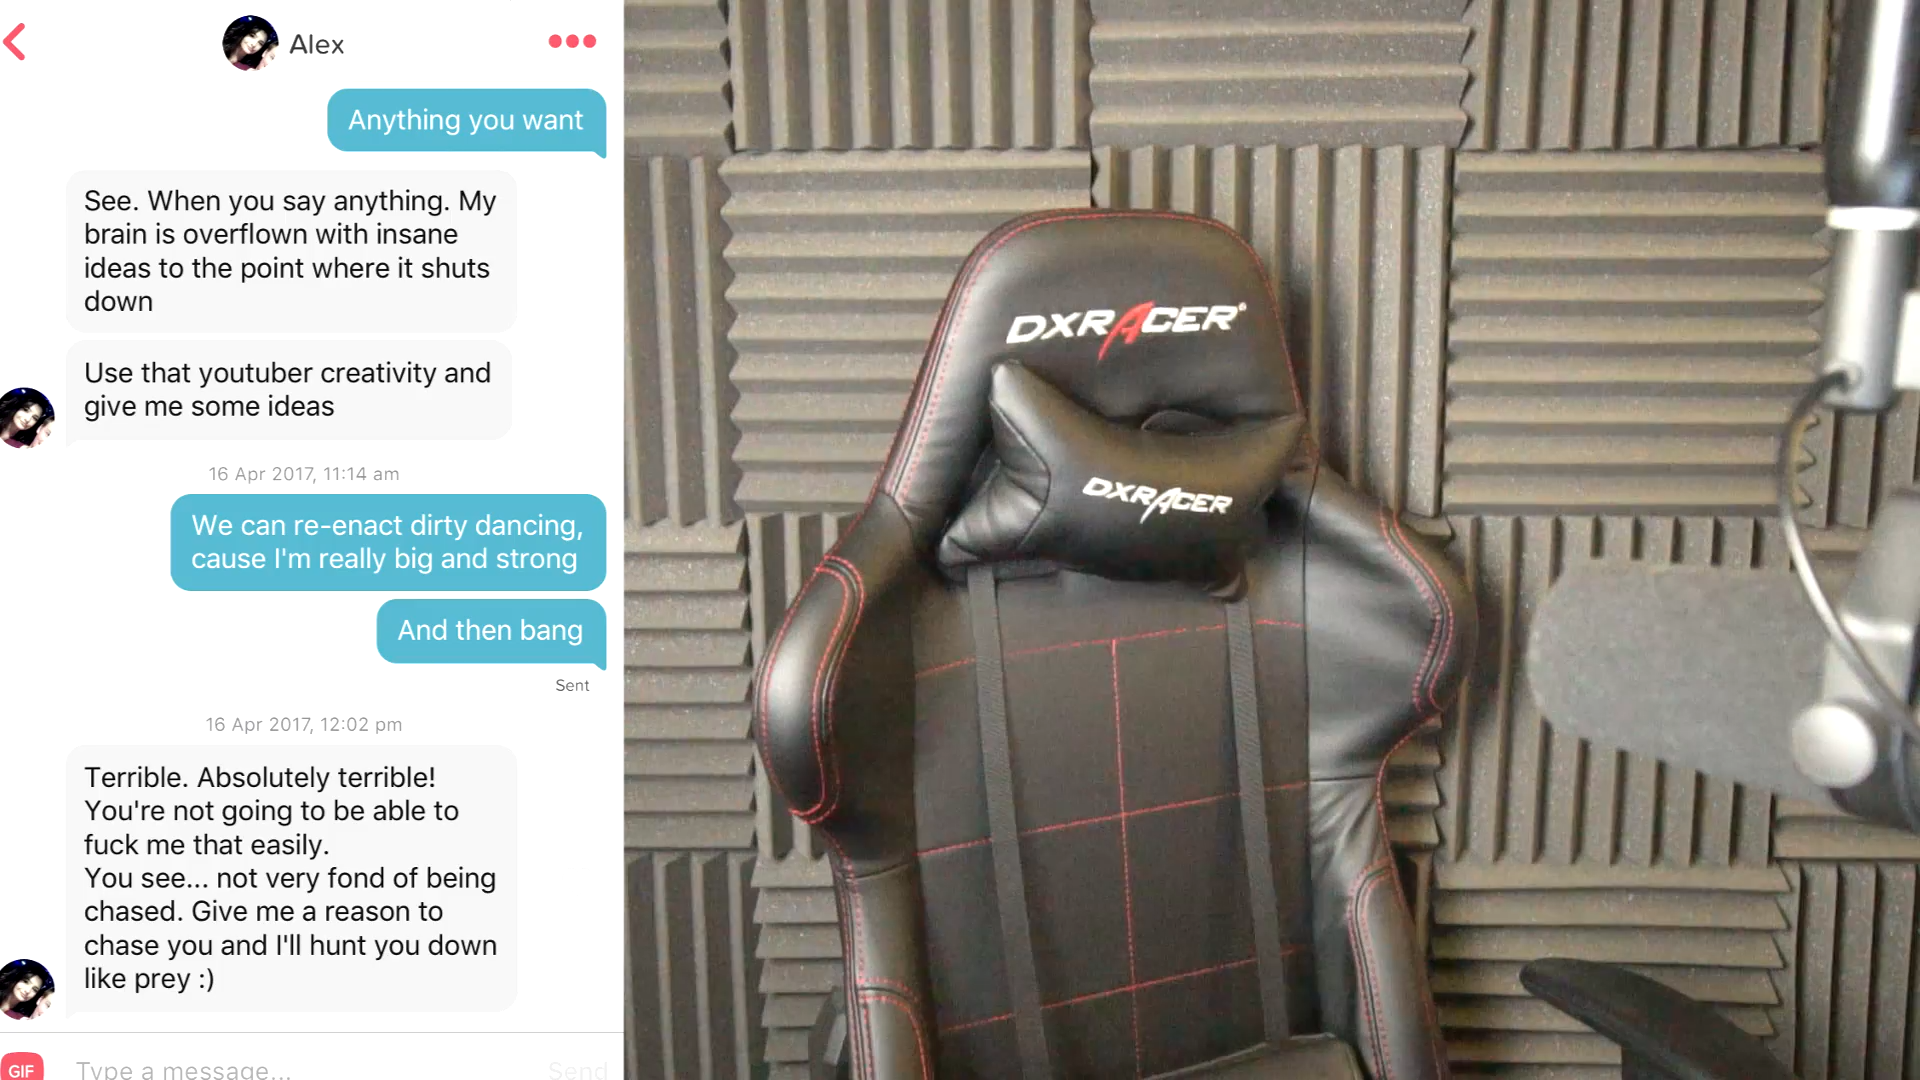 Alex
Anything you want
See. When you say anything. My
brain is overflown with insane
ideas to the point where it shuts
down
Use that youtuber creativity and
give me some ideas
16 Apr 2017, 11:14 am
We can re-enact dirty dancing,
cause I'm really big and strong
And then bang
Sent
16 Apr 2017, 12:02 pm
Terrible. Absolutely terrible!
You're not going to be able to
fuck me that easily.
You see... not very fond of being
chased. Give me a reason to
chase you and I'll hunt you down
like prey :)
GIF
Type a message...
Send
DXRACER®
DXRACER